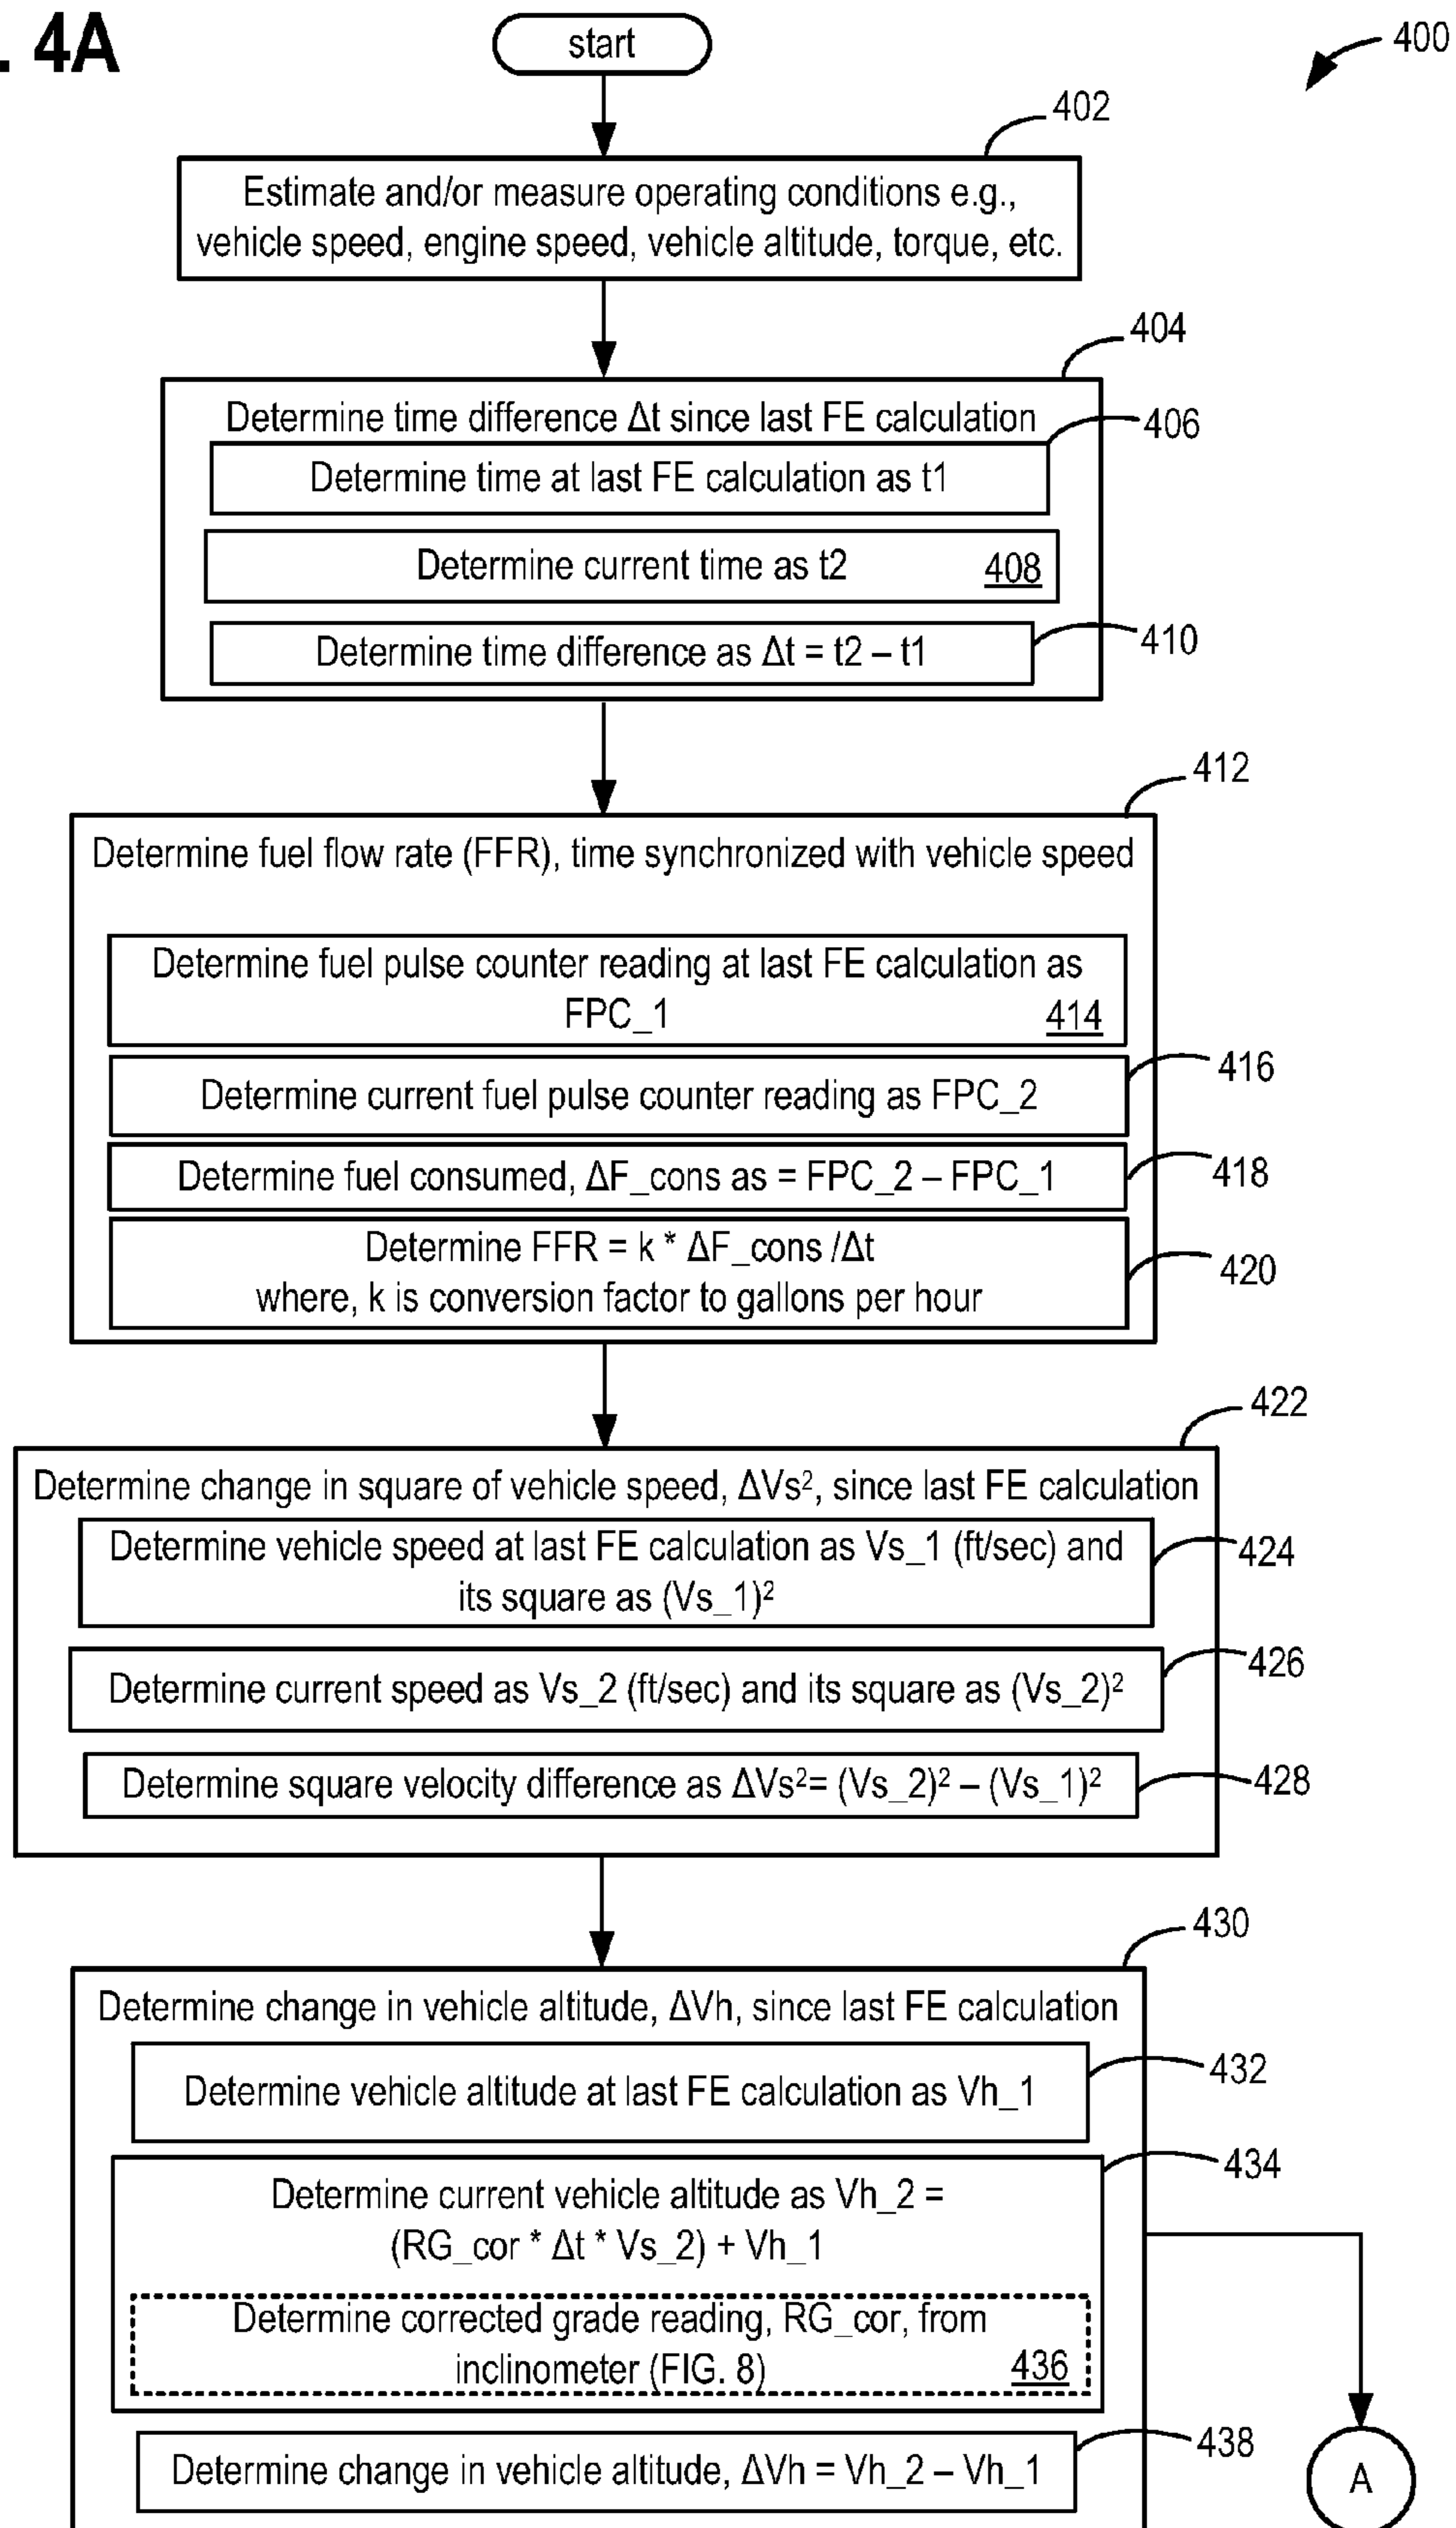 . 4A
start
400
402
Estimate and/or measure operating conditions e.g.,
vehicle speed, engine speed, vehicle altitude, torque, etc.
404
Determine time difference Δt since last FE calculation
406
Determine time at last FE calculation as t1
Determine current time as t2 408
Determine time difference as Δt = t2 – t1
410
412
Determine fuel flow rate (FFR), time synchronized with vehicle speed
Determine fuel pulse counter reading at last FE calculation as
FPC_1 414
416
Determine current fuel pulse counter reading as FPC_2
Determine fuel consumed, ΔF_cons as = FPC_2 – FPC_1
418
Determine FFR = k * ΔF_cons /Δt
where, k is conversion factor to gallons per hour
420
422
Determine change in square of vehicle speed, ΔVs², since last FE calculation
Determine vehicle speed at last FE calculation as Vs_1 (ft/sec) and
its square as (Vs_1)²
424
Determine current speed as Vs_2 (ft/sec) and its square as (Vs_2)²
426
Determine square velocity difference as ΔVs²= (Vs_2)² – (Vs_1)²
428
430
Determine change in vehicle altitude, ΔVh, since last FE calculation
432
Determine vehicle altitude at last FE calculation as Vh_1
434
Determine current vehicle altitude as Vh_2 =
(RG_cor * Δt * Vs_2) + Vh_1
Determine corrected grade reading, RG_cor, from
inclinometer (FIG. 8) 436
438
Determine change in vehicle altitude, ΔVh = Vh_2 – Vh_1
A